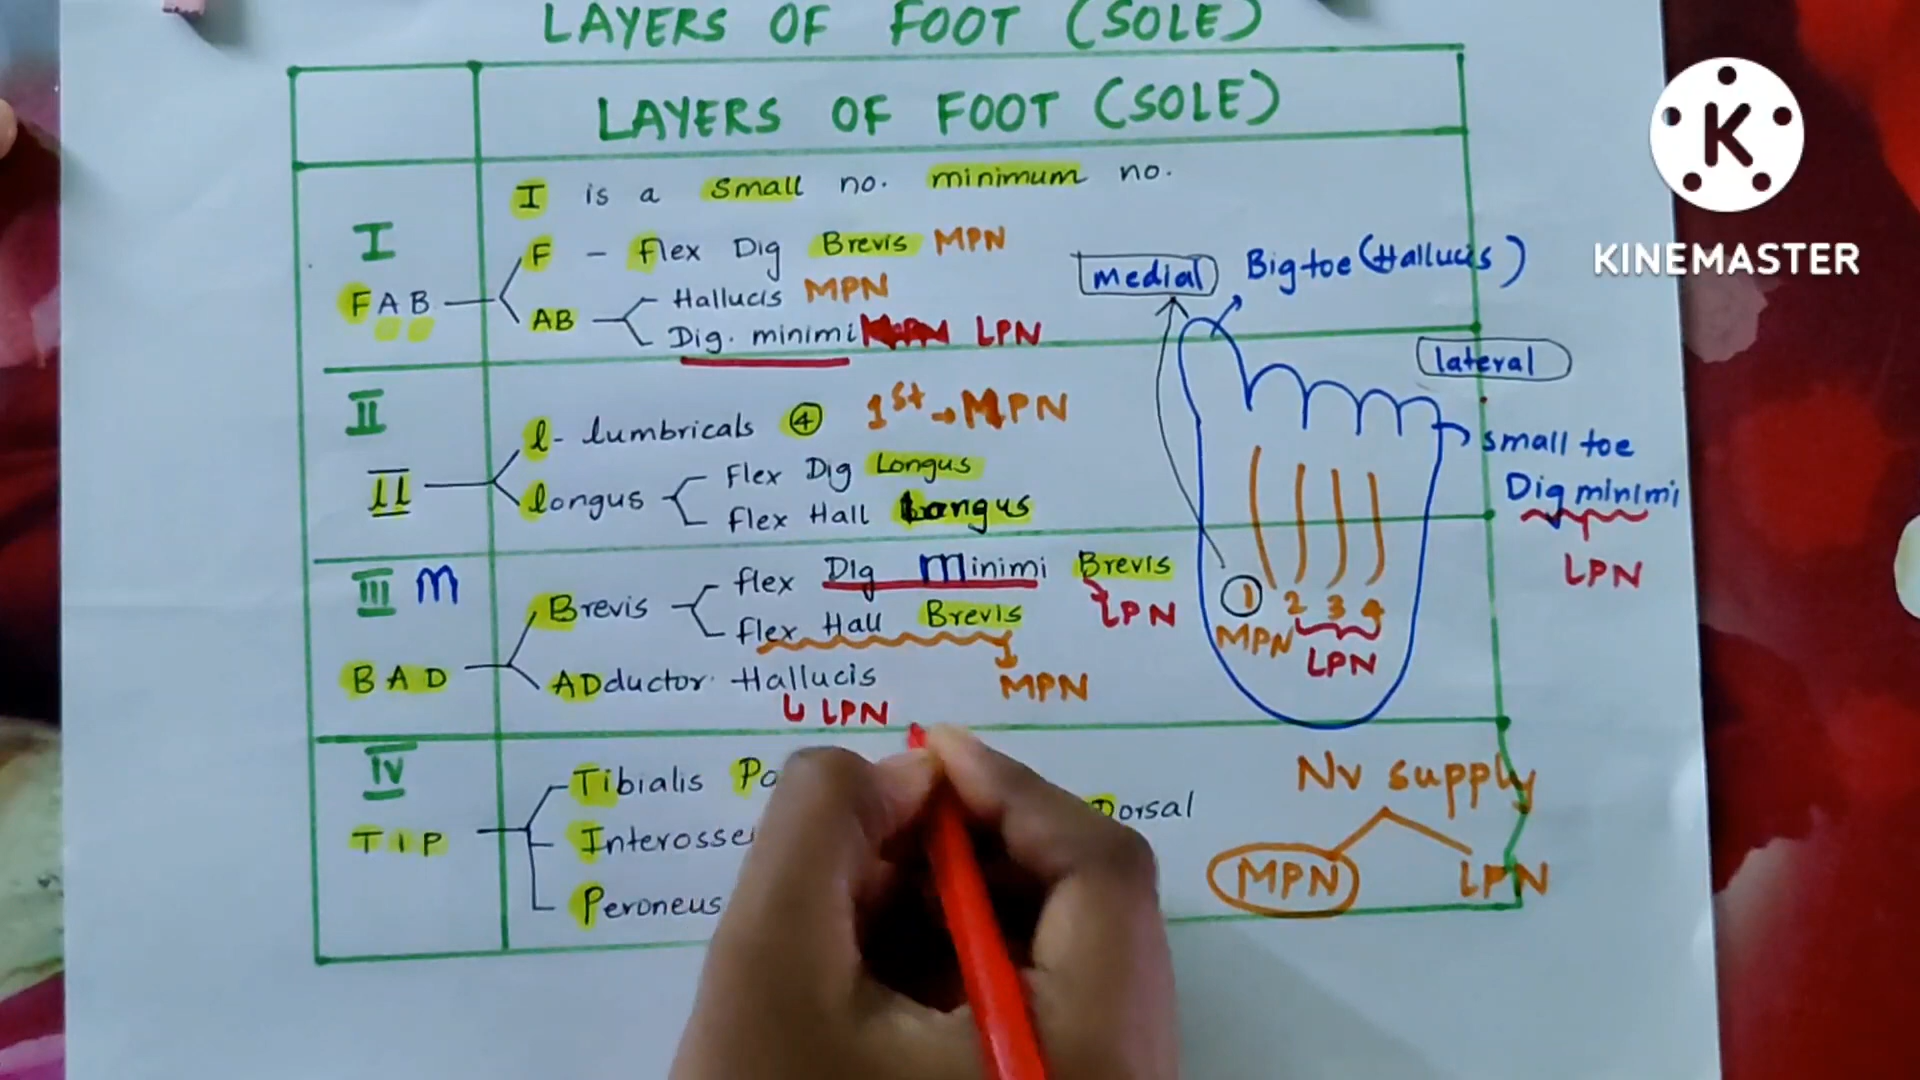 LAYERS OF FOOT (SOLE)
LAYERS OF FOOT (SOLE)
I is a small no. minimum no.
I
FAB
F - flex Dig Brevis MPN
AB
Hallucis MPN
Dig. minimi LPN
II
ll
l - lumbricals 4 1st → MPN
longus
Flex Dig Longus
flex Hall Longus
III m
BAD
Brevis
flex Dig Minimi Brevis
LPN
flex Hall Brevis
MPN
ADductor Hallucis
LPN
IV
TIP
Tibialis
Interosse
Dorsal
Peroneus
medial
Big toe (Hallucis)
lateral
small toe
Dig minimi
LPN
1 2 3 4
MPN
LPN
Nv supply
MPN LPN
K
KINEMASTER